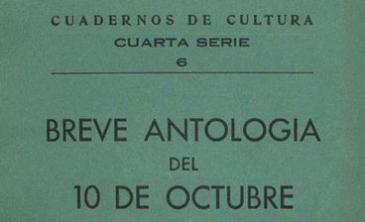 CUADERNOS DE CULTURA
CUARTA SERIE
6
BREVE ANTOLOGIA
DEL
10 DE OCTUBRE